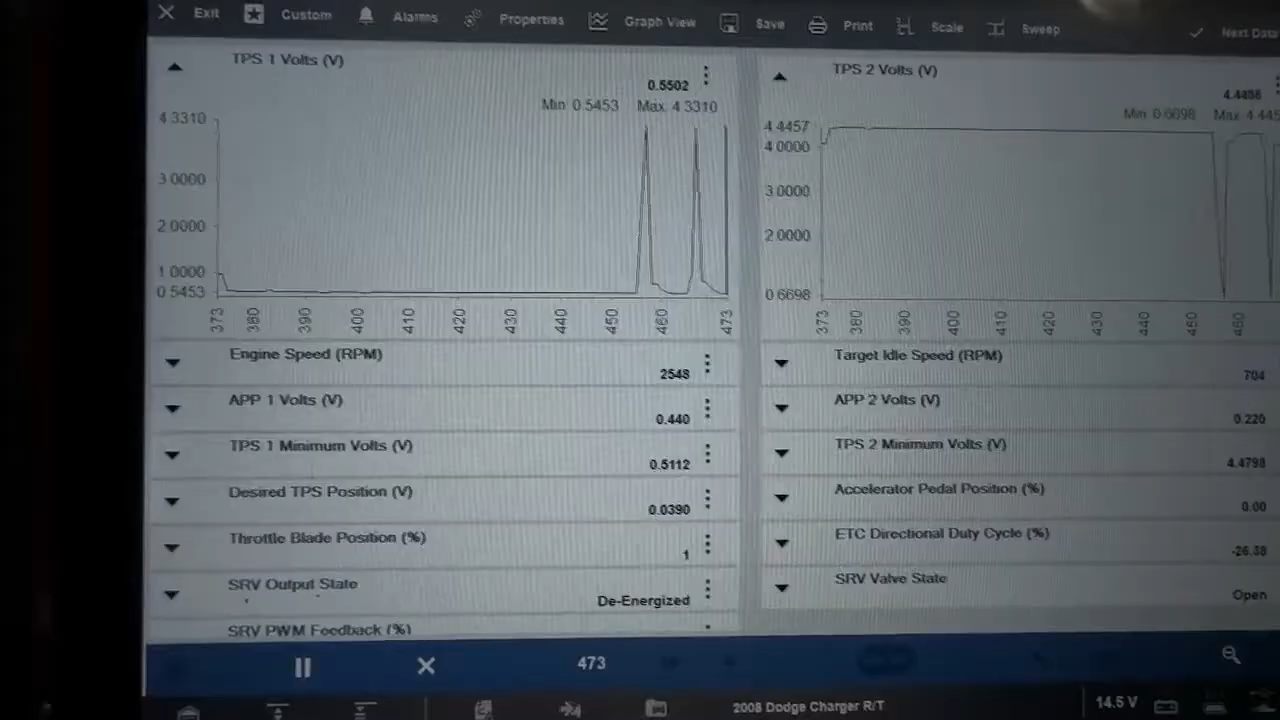 Exit Custom Alarms Properties Graph View Save Print Scale Sweep Next Data
TPS 1 Volts (V)
0.5502
Min 0.5453 Max 4.3310
4.3310
3.0000
2.0000
1.0000
0.5453
373 380 390 400 410 420 430 440 450 460 473
TPS 2 Volts (V)
Min 0.6698 Max 4.445
4.4457
4.0000
3.0000
2.0000
0.6698
373 380 390 400 410 420 430 440 450 460
Engine Speed (RPM)
2548
Target Idle Speed (RPM)
704
APP 1 Volts (V)
0.440
APP 2 Volts (V)
0.220
TPS 1 Minimum Volts (V)
0.5112
TPS 2 Minimum Volts (V)
4.4798
Desired TPS Position (V)
0.0390
Accelerator Pedal Position (%)
0.00
Throttle Blade Position (%)
1
ETC Directional Duty Cycle (%)
-26.38
SRV Output State
De-Energized
SRV Valve State
Open
SRV PWM Feedback (%)
473
2008 Dodge Charger R/T
14.5 V